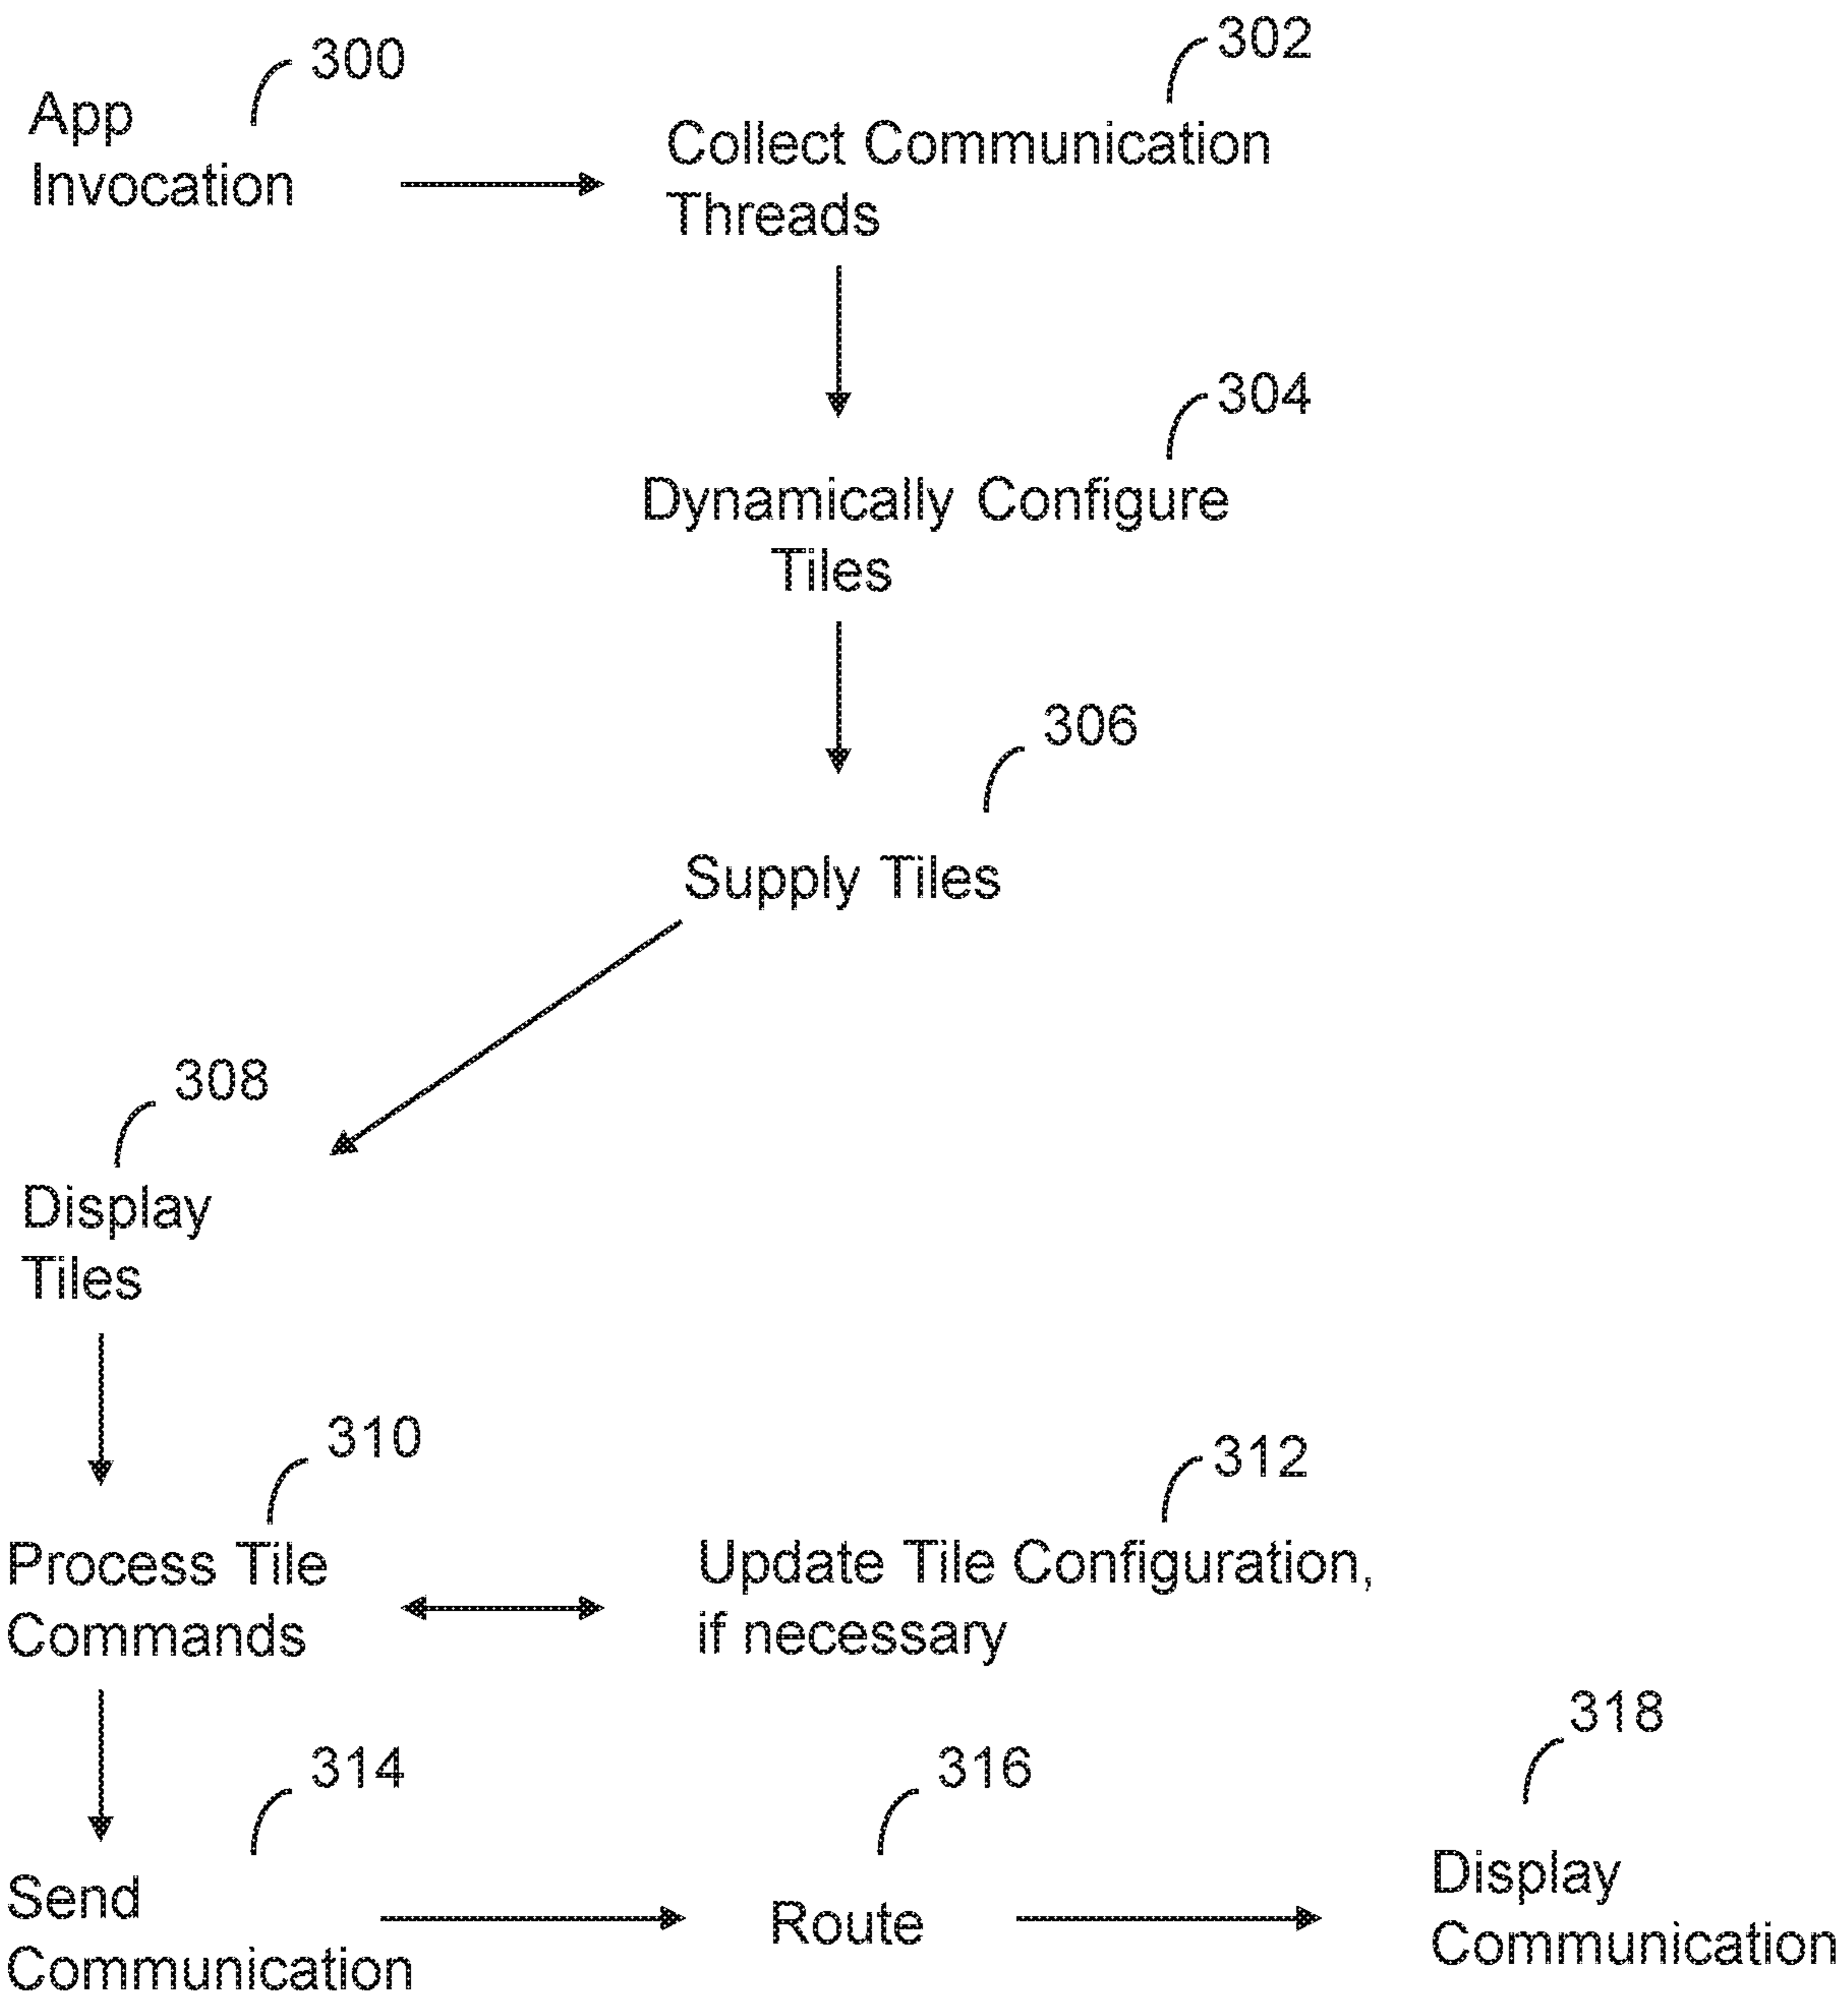 300
App
Invocation
302
Collect Communication
Threads
304
Dynamically Configure
Tiles
306
Supply Tiles
308
Display
Tiles
310
Process Tile
Commands
312
Update Tile Configuration,
if necessary
314
Send
Communication
316
Route
318
Display
Communication